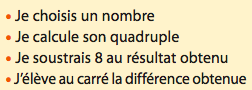 • Je choisis un nombre
• Je calcule son quadruple
• Je soustrais 8 au résultat obtenu
• J'élève au carré la différence obtenue